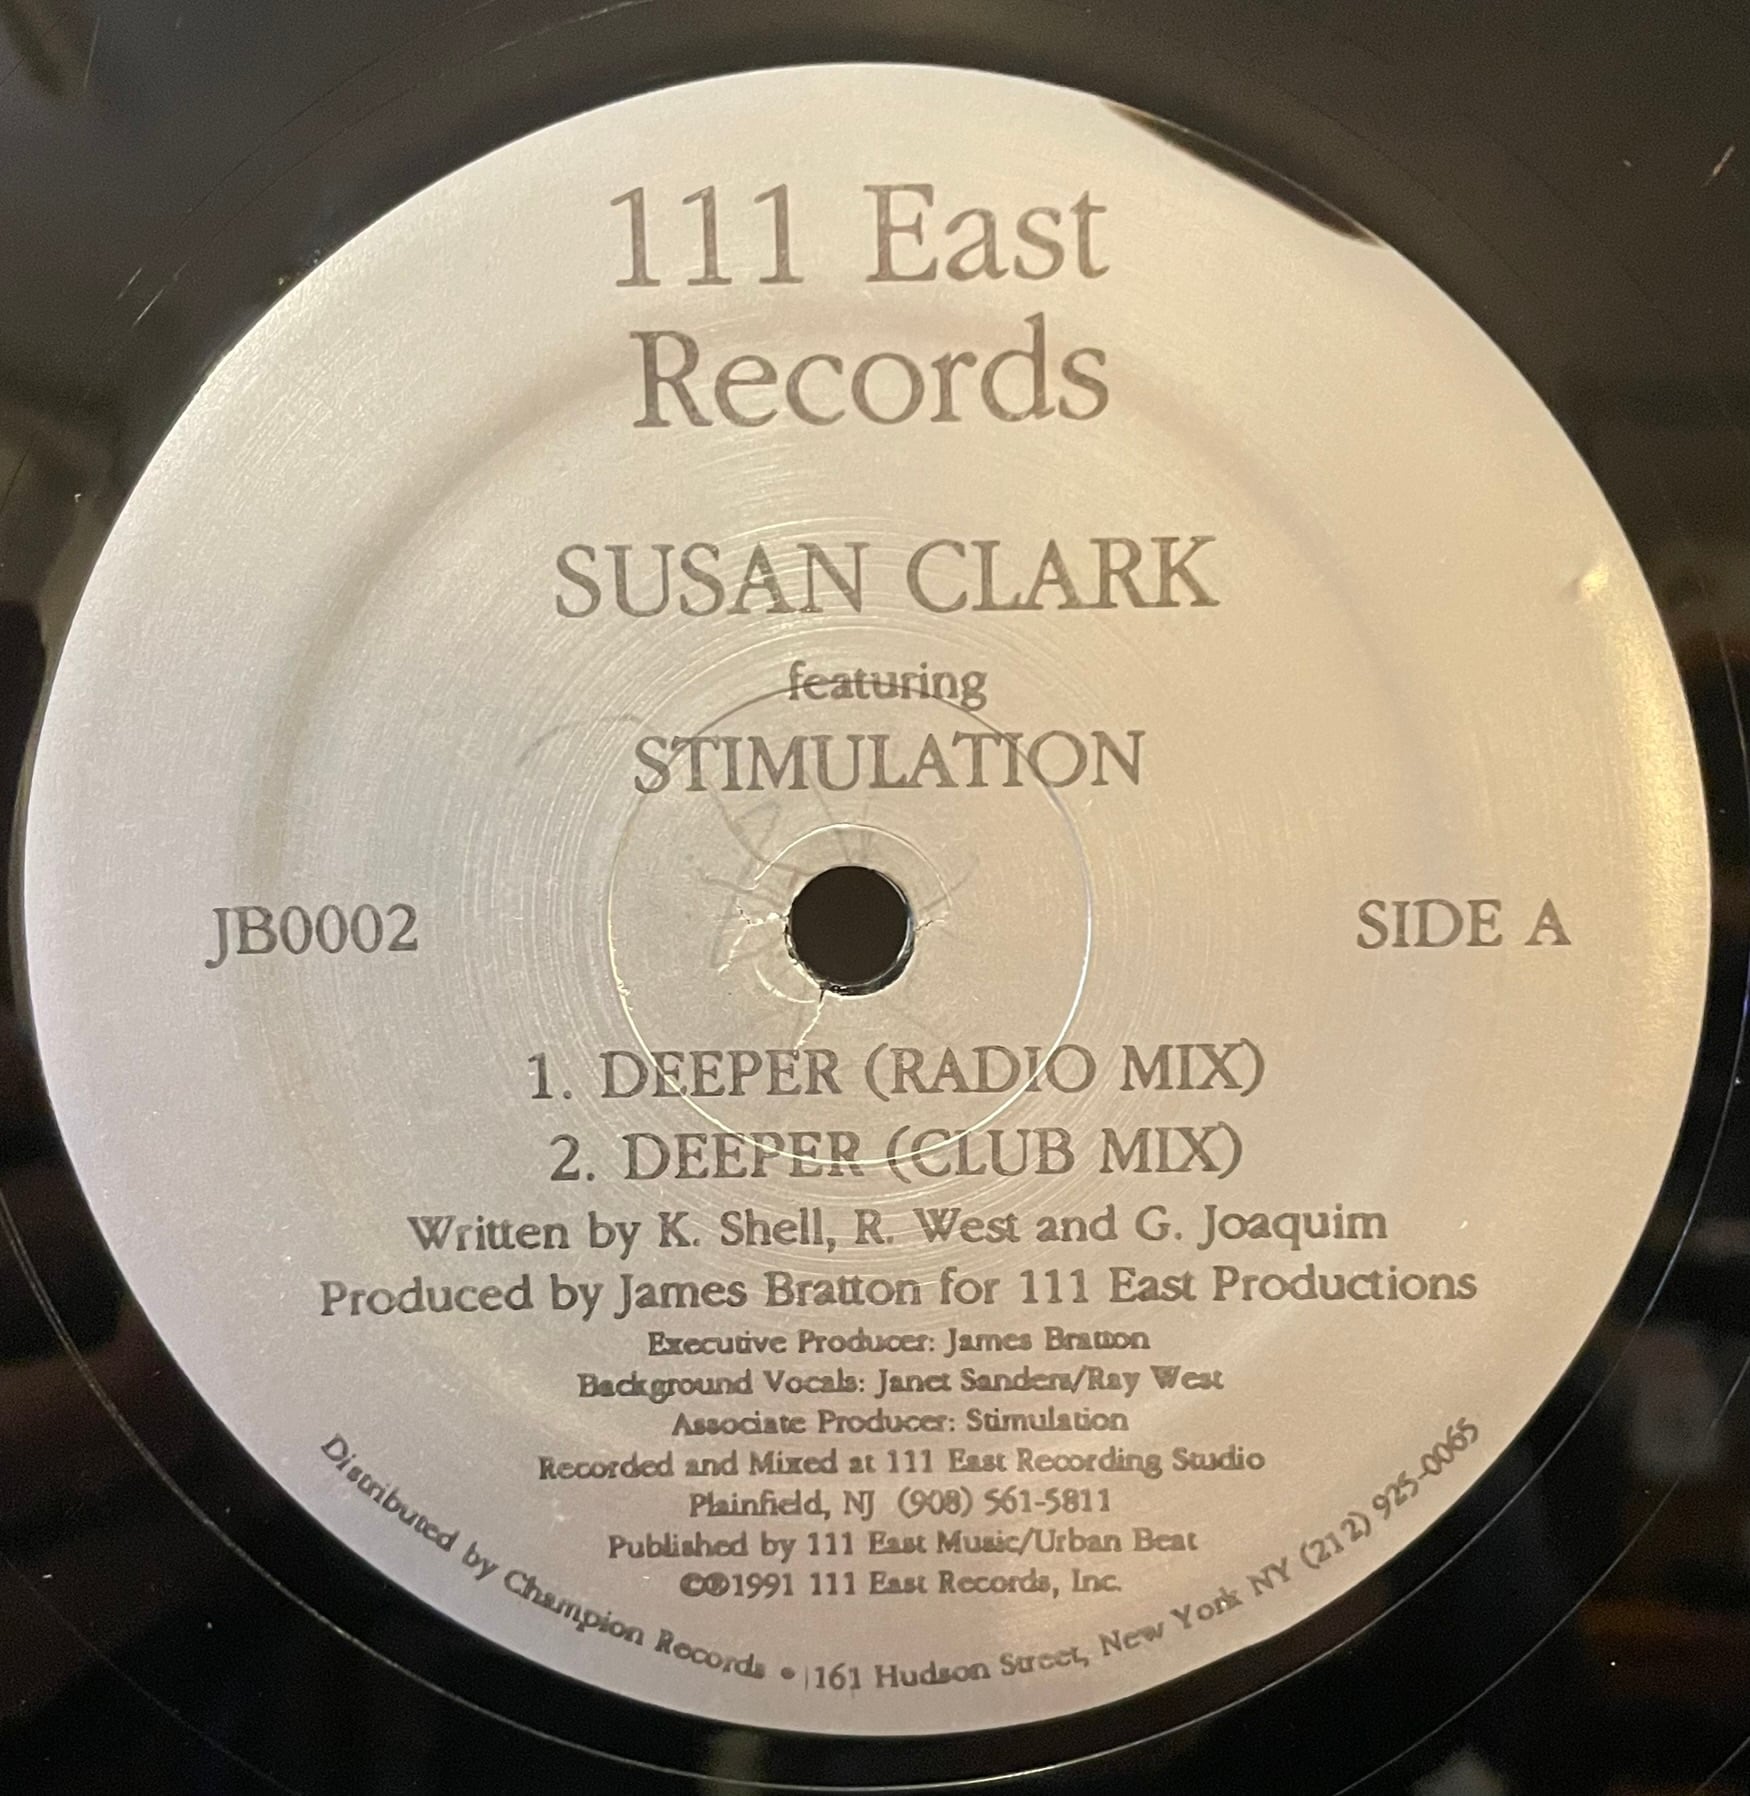 111 East
Records
SUSAN CLARK
featuring
STIMULATION
JB0002
SIDE A
1. DEEPER (RADIO MIX)
2. DEEPER (CLUB MIX)
Written by K. Shell, R. West and G. Joaquim
Produced by James Bratton for 111 East Productions
Executive Producer: James Bratton
Background Vocals: Janet Sanders/Ray West
Associate Producer: Stimulation
Recorded and Mixed at 111 East Recording Studio
Plainfield, NJ (908) 561-5811
Published by 111 East Music/Urban Beat
©℗1991 111 East Records, Inc.
Distributed by Champion Records • 161 Hudson Street, New York NY (212) 925-0065